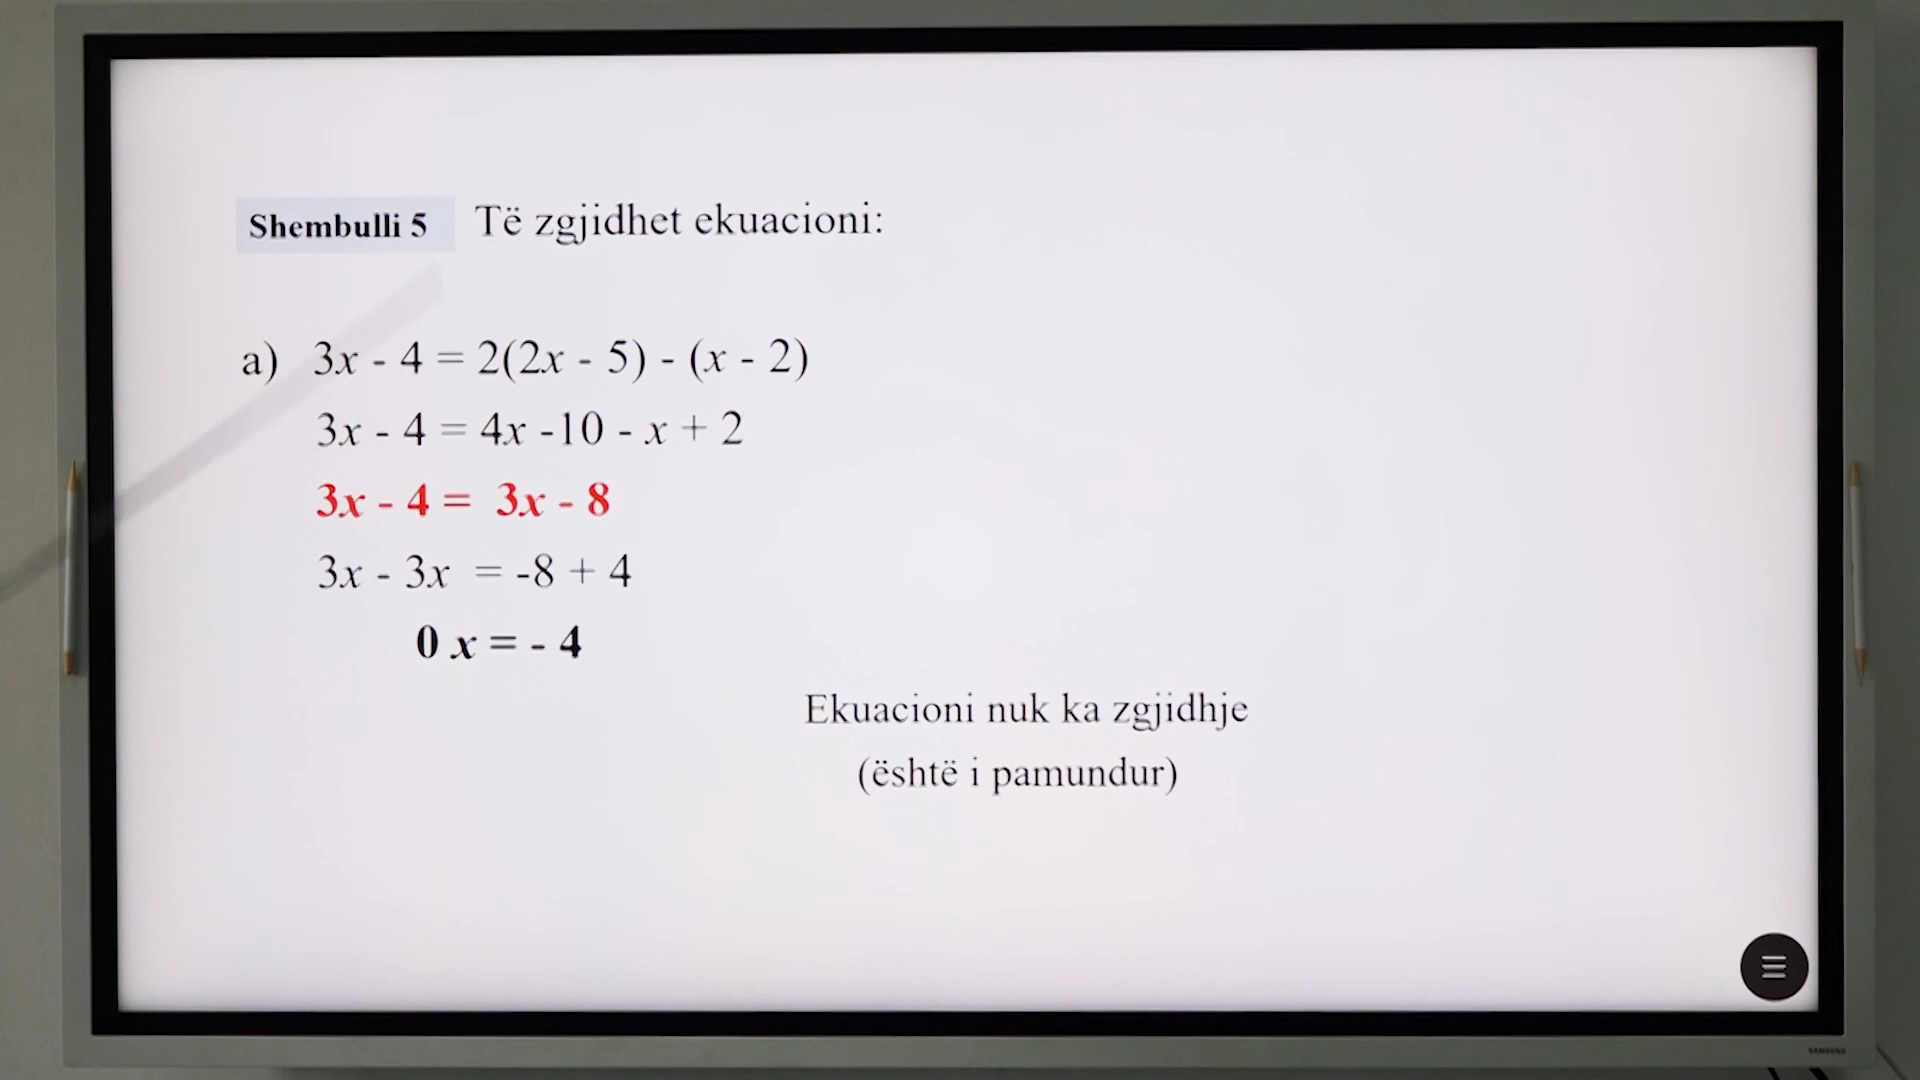 Shembulli 5 Të zgjidhet ekuacioni:
a) 3x - 4 = 2(2x - 5) - (x - 2)
3x - 4 = 4x -10 - x + 2
3x - 4 = 3x - 8
3x - 3x = -8 + 4
0 x = - 4
Ekuacioni nuk ka zgjidhje
(është i pamundur)
SAMSUNG